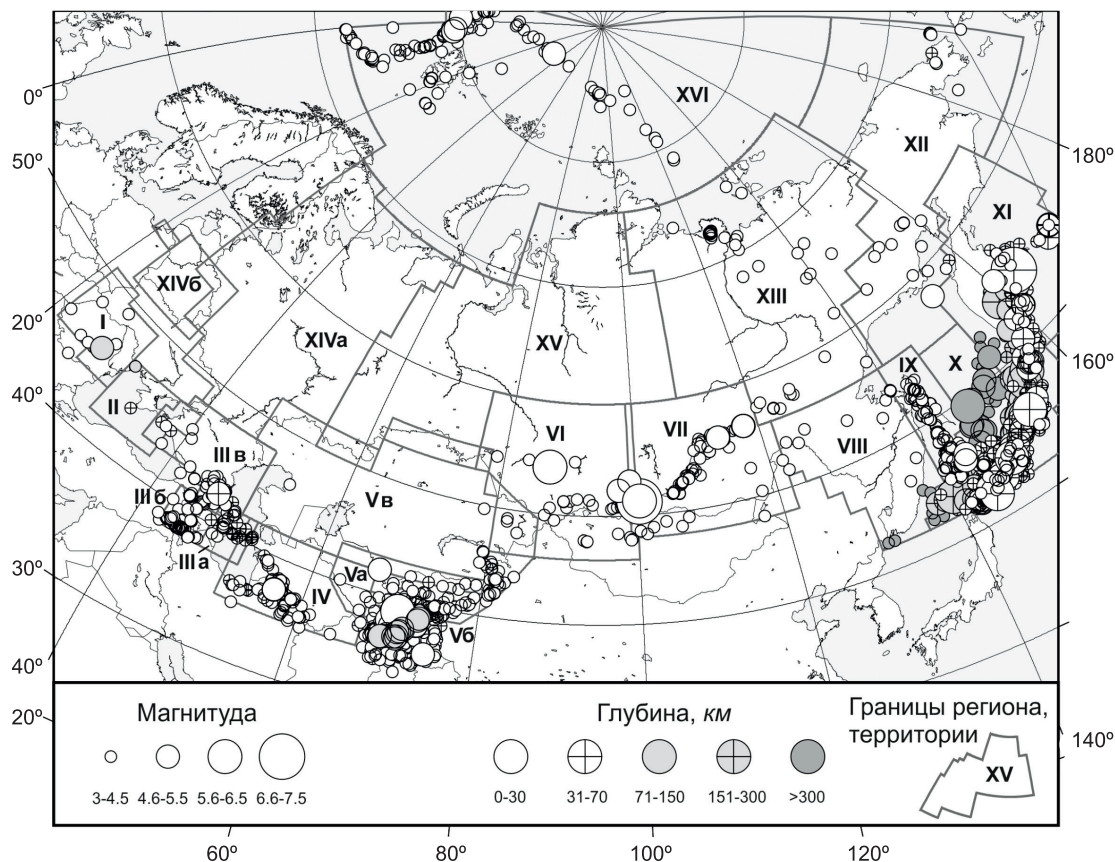 0º
50º
20º
40º
30º
40º
20º
180º
160º
140º
60º
80º
100º
120º
XVI
XII
XI
XIVб
I
XIII
XIVа
XV
IX
X
II
VI
VII
VIII
III в
III б
III а
V в
Vа
IV
Vб
Магнитуда
3-4.5
4.6-5.5
5.6-6.5
6.6-7.5
Глубина, км
0-30
31-70
71-150
151-300
>300
Границы региона,
территории
XV